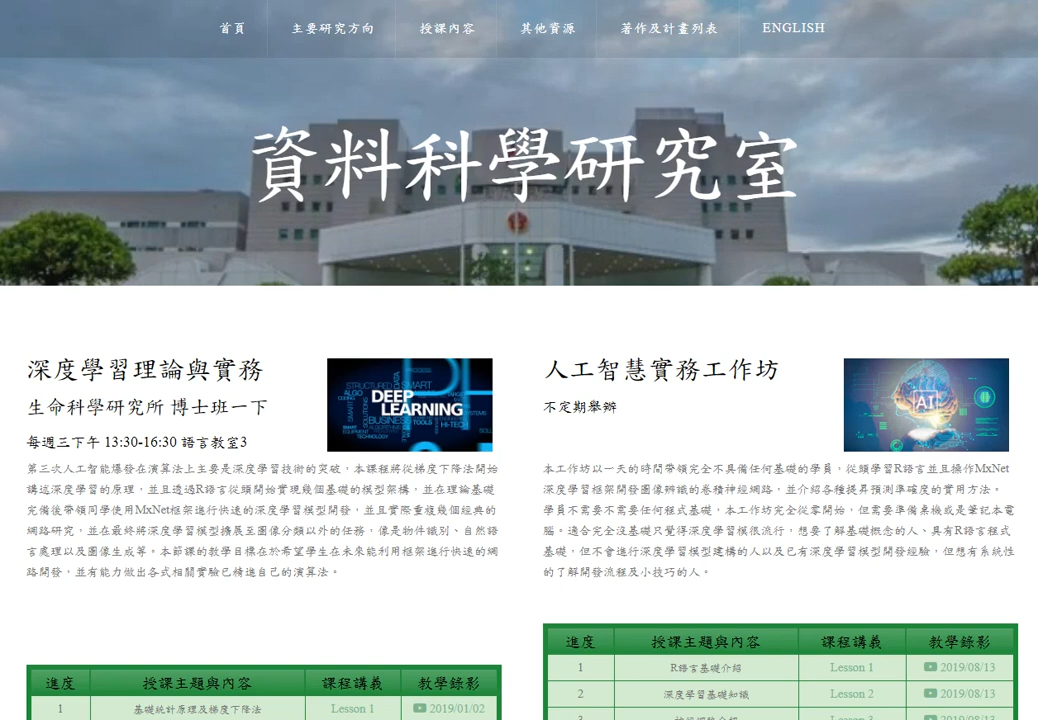 首頁 主要研究方向 授課內容 其他資源 著作及計畫列表 ENGLISH
資料科學研究室
深度學習理論與實務
生命科學研究所 博士班一下
每週三下午 13:30-16:30 語言教室3
DEEP
LEARNING
第三次人工智能爆發在演算法上主要是深度學習技術的突破，本課程將從梯度下降法開始
講述深度學習的原理，並且透過R語言從頭開始實現幾個基礎的模型架構，並在理論基礎
完備後帶領同學使用MxNet框架進行快速的深度學習模型開發，並且實際重複幾個經典的
網路研究，並在最終將深度學習模型擴展至圖像分類以外的任務，像是物件識別、自然語
言處理以及圖像生成等。本節課的教學目標在於希望學生在未來能利用框架進行快速的網
路開發，並有能力做出各式相關實驗已精進自己的演算法。
進度 授課主題與內容 課程講義 教學錄影
1 基礎統計原理及梯度下降法 Lesson 1 2019/01/02
人工智慧實務工作坊
不定期舉辦
AI
本工作坊以一天的時間帶領完全不具備任何基礎的學員，從頭學習R語言並且操作MxNet
深度學習框架開發圖像辨識的卷積神經網路，並介紹各種提昇預測準確度的實用方法。
學員不需要不需要任何程式基礎，本工作坊完全從零開始，但需要準備桌機或是筆記本電
腦。適合完全沒基礎只覺得深度學習模很流行，想要了解基礎概念的人、具有R語言程式
基礎，但不會進行深度學習模型建構的人以及已有深度學習模型開發經驗，但想有系統性
的了解開發流程及小技巧的人。
進度 授課主題與內容 課程講義 教學錄影
1 R語言基礎介紹 Lesson 1 2019/08/13
2 深度學習基礎知識 Lesson 2 2019/08/13